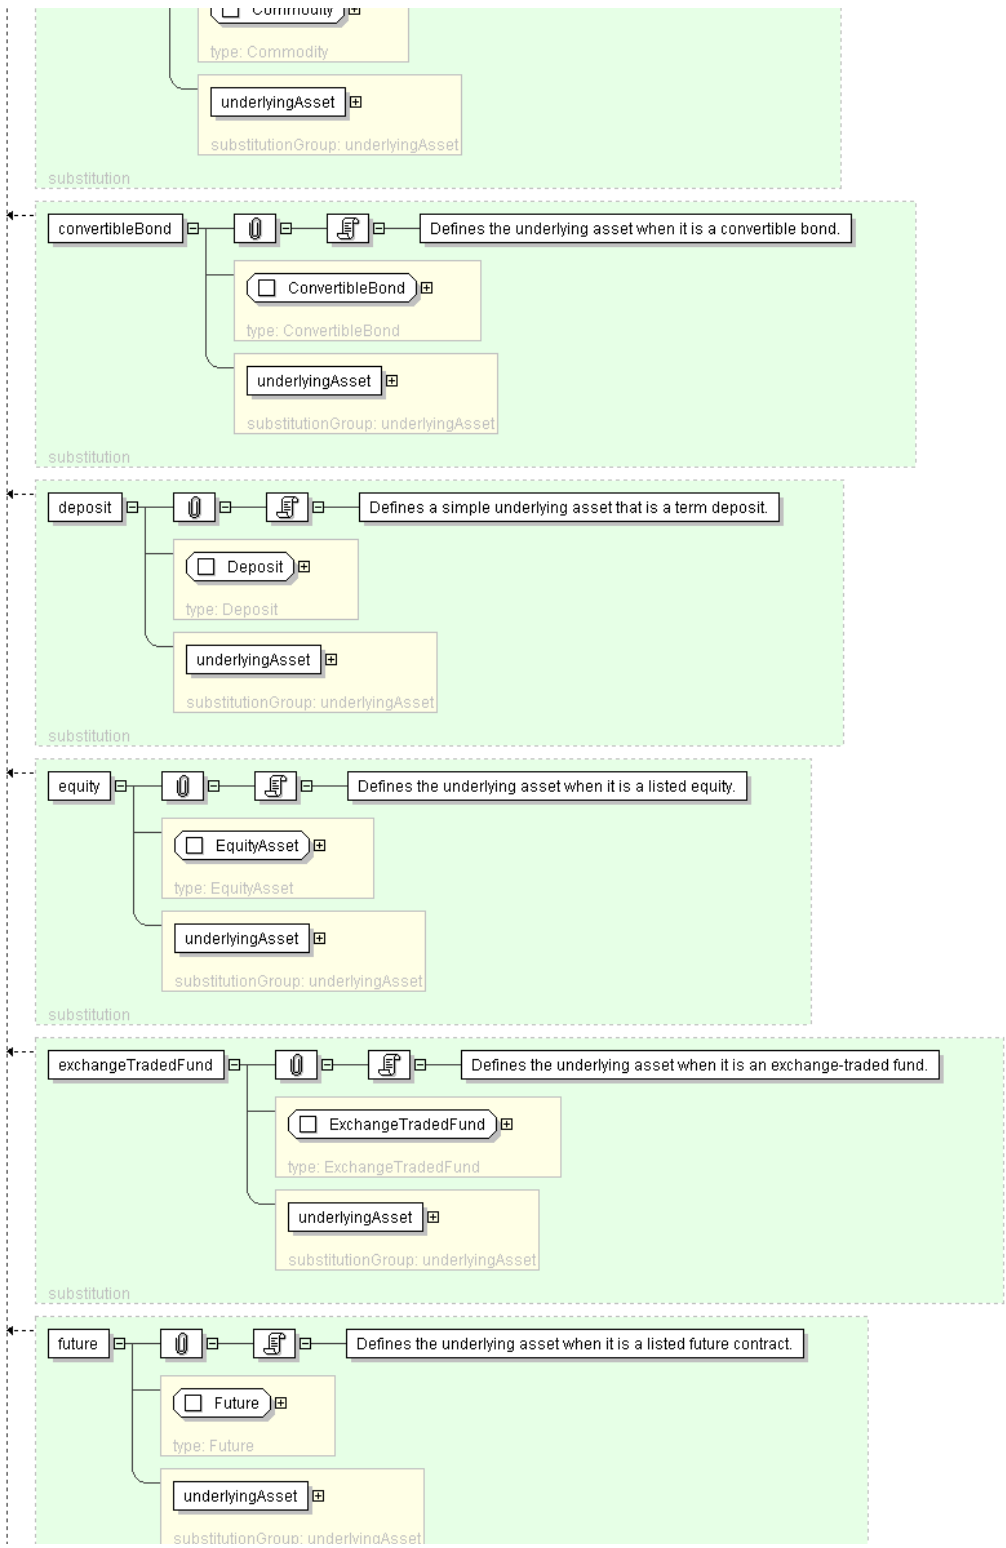 Commodity
type: Commodity
underlyingAsset
substitutionGroup: underlyingAsset
substitution
convertibleBond Defines the underlying asset when it is a convertible bond.
ConvertibleBond
type: ConvertibleBond
underlyingAsset
substitutionGroup: underlyingAsset
substitution
deposit Defines a simple underlying asset that is a term deposit.
Deposit
type: Deposit
underlyingAsset
substitutionGroup: underlyingAsset
substitution
equity Defines the underlying asset when it is a listed equity.
EquityAsset
type: EquityAsset
underlyingAsset
substitutionGroup: underlyingAsset
substitution
exchangeTradedFund Defines the underlying asset when it is an exchange-traded fund.
ExchangeTradedFund
type: ExchangeTradedFund
underlyingAsset
substitutionGroup: underlyingAsset
substitution
future Defines the underlying asset when it is a listed future contract.
Future
type: Future
underlyingAsset
substitutionGroup: underlyingAsset